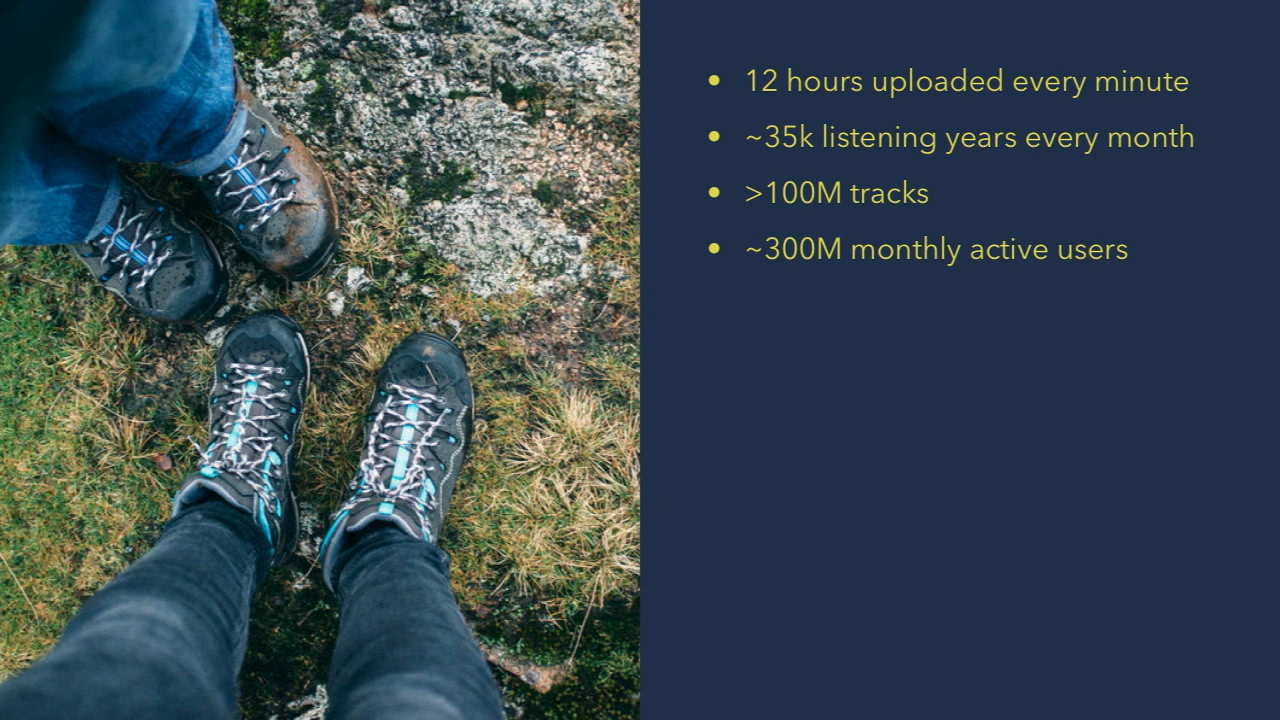 • 12 hours uploaded every minute
• ~35k listening years every month
• >100M tracks
• ~300M monthly active users